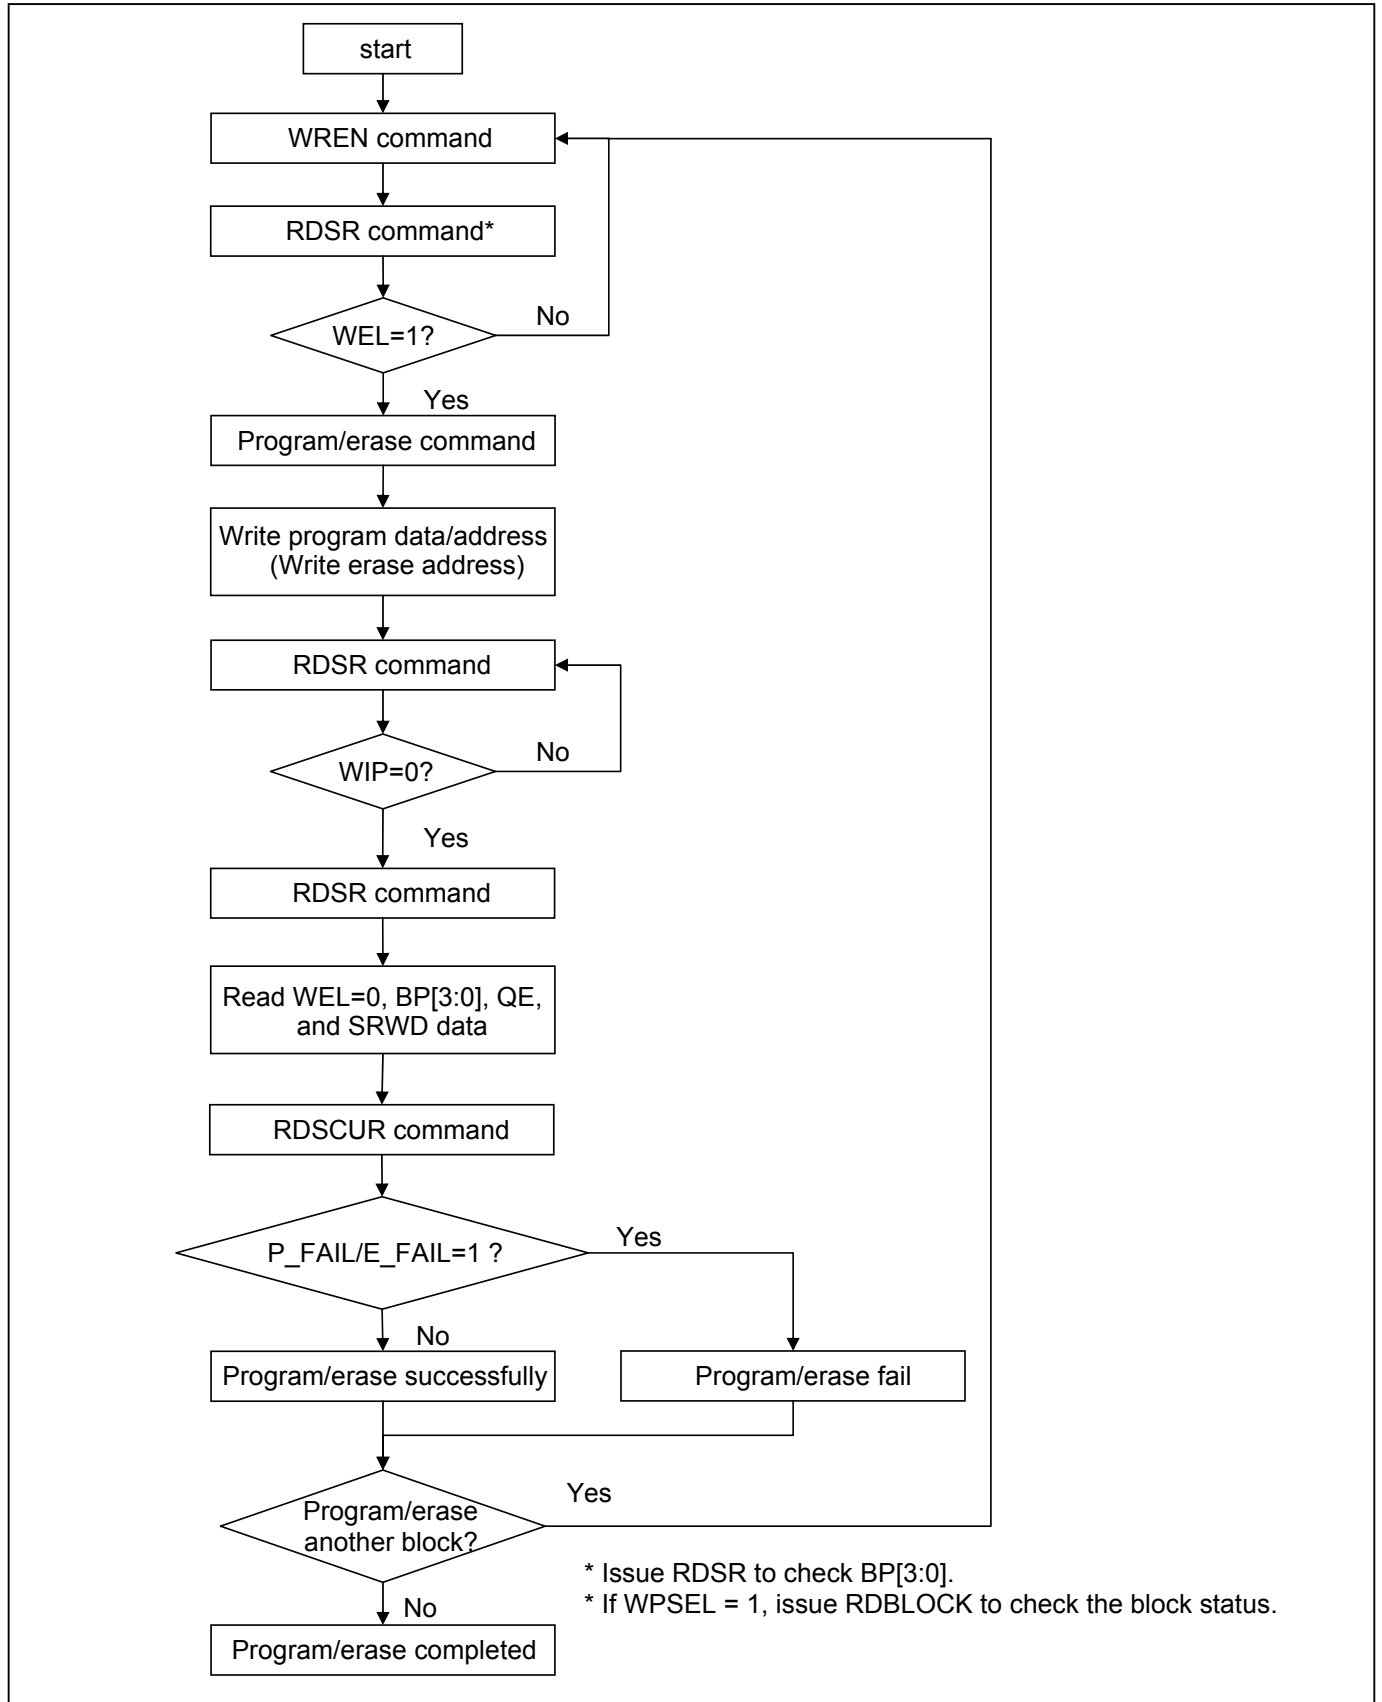 start
WREN command
RDSR command*
WEL=1?
No
Yes
Program/erase command
Write program data/address
(Write erase address)
RDSR command
WIP=0?
No
Yes
RDSR command
Read WEL=0, BP[3:0], QE,
and SRWD data
RDSCUR command
P_FAIL/E_FAIL=1 ?
Yes
No
Program/erase successfully
Program/erase fail
Program/erase
another block?
Yes
* Issue RDSR to check BP[3:0].
* If WPSEL = 1, issue RDBLOCK to check the block status.
No
Program/erase completed